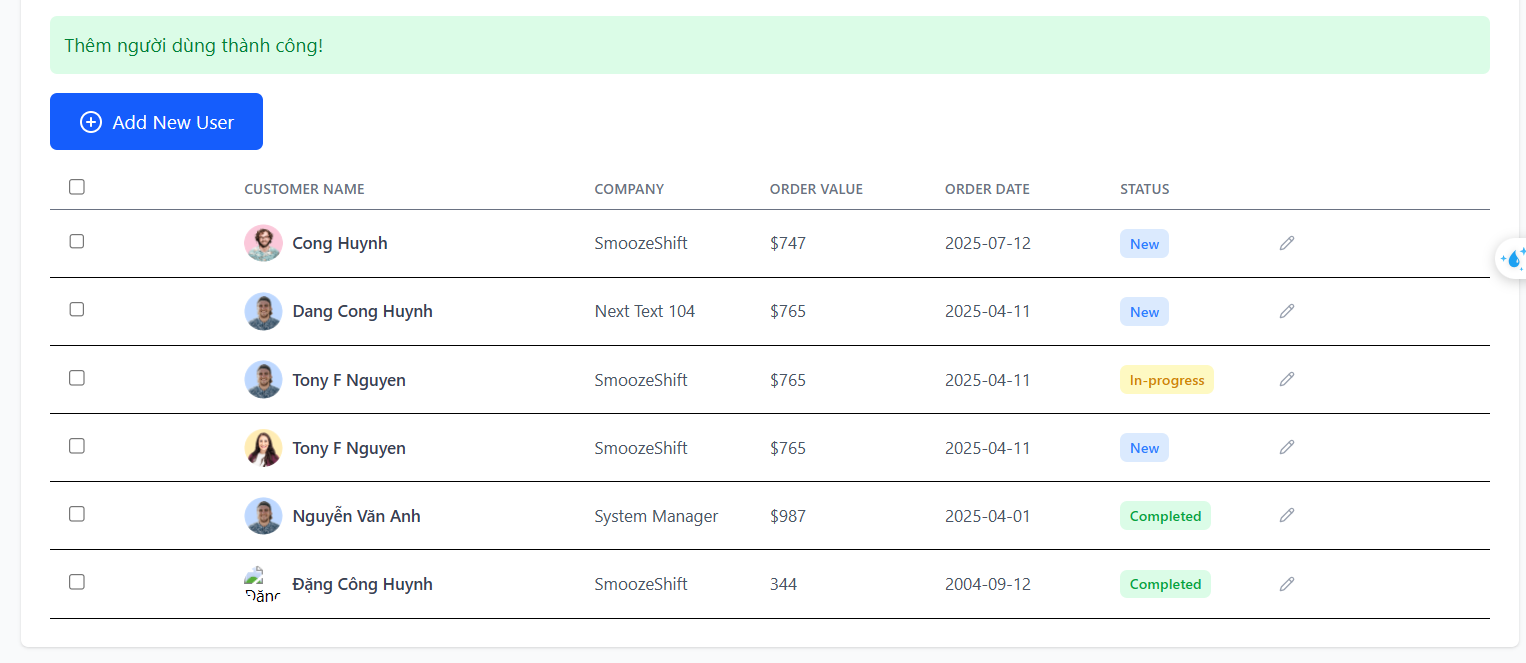 Thêm người dùng thành công!
Add New User
CUSTOMER NAME COMPANY ORDER VALUE ORDER DATE STATUS
Cong Huynh SmoozeShift $747 2025-07-12 New
Dang Cong Huynh Next Text 104 $765 2025-04-11 New
Tony F Nguyen SmoozeShift $765 2025-04-11 In-progress
Tony F Nguyen SmoozeShift $765 2025-04-11 New
Nguyễn Văn Anh System Manager $987 2025-04-01 Completed
Đặng Đặng Công Huynh SmoozeShift 344 2004-09-12 Completed